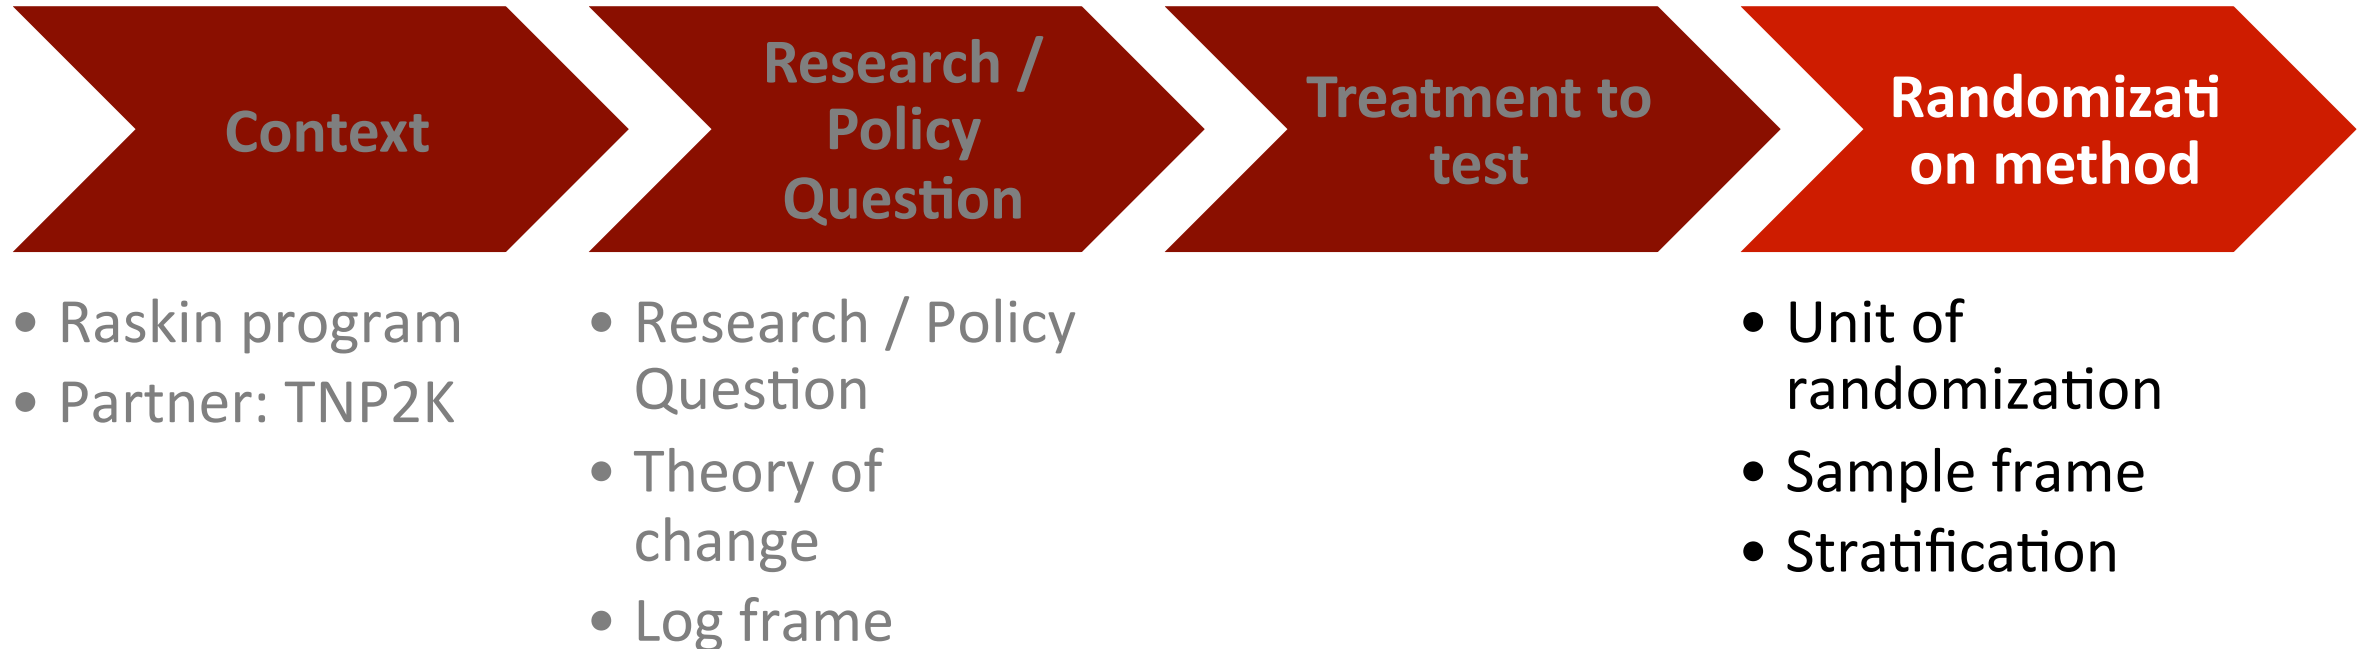 Context
Research /
Policy
Question
Treatment to
test
Randomizati
on method
• Raskin program
• Partner: TNP2K
• Research / Policy
Question
• Theory of
change
• Log frame
• Unit of
randomization
• Sample frame
• Stratification